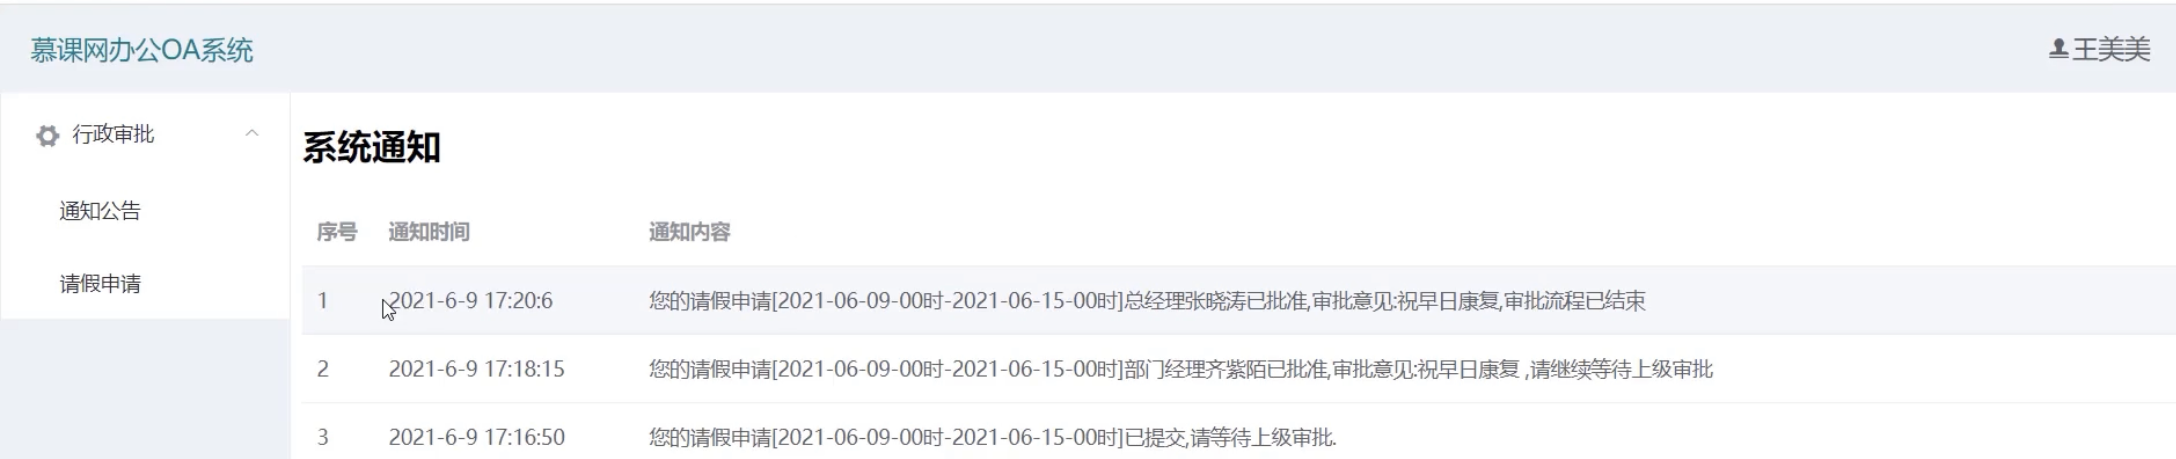 慕课网办公OA系统
王美美
行政审批
通知公告
请假申请
系统通知
序号 通知时间 通知内容
1 2021-6-9 17:20:6 您的请假申请[2021-06-09-00时-2021-06-15-00时]总经理张晓涛已批准,审批意见:祝早日康复,审批流程已结束
2 2021-6-9 17:18:15 您的请假申请[2021-06-09-00时-2021-06-15-00时]部门经理齐紫陌已批准,审批意见:祝早日康复 ,请继续等待上级审批
3 2021-6-9 17:16:50 您的请假申请[2021-06-09-00时-2021-06-15-00时]已提交,请等待上级审批.